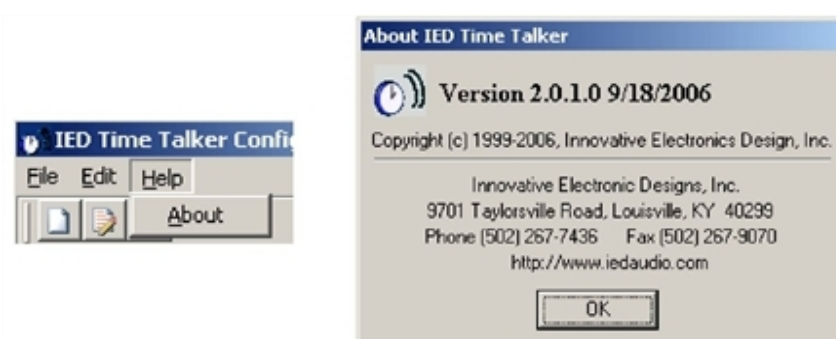 IED Time Talker Config
File Edit Help
About
About IED Time Talker
Version 2.0.1.0 9/18/2006
Copyright (c) 1999-2006, Innovative Electronics Design, Inc.
Innovative Electronic Designs, Inc.
9701 Taylorsville Road, Louisville, KY 40299
Phone (502) 267-7436 Fax (502) 267-9070
http://www.iedaudio.com
OK